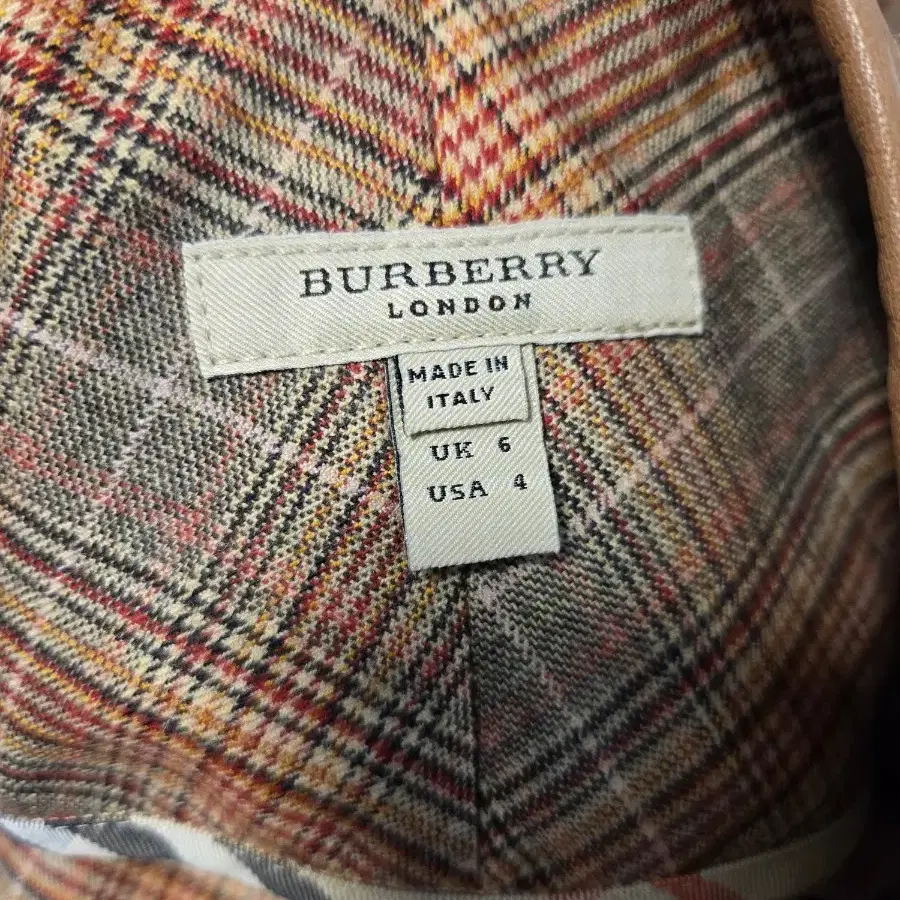 BURBERRY
LONDON
MADE IN
ITALY
UK 6
USA 4